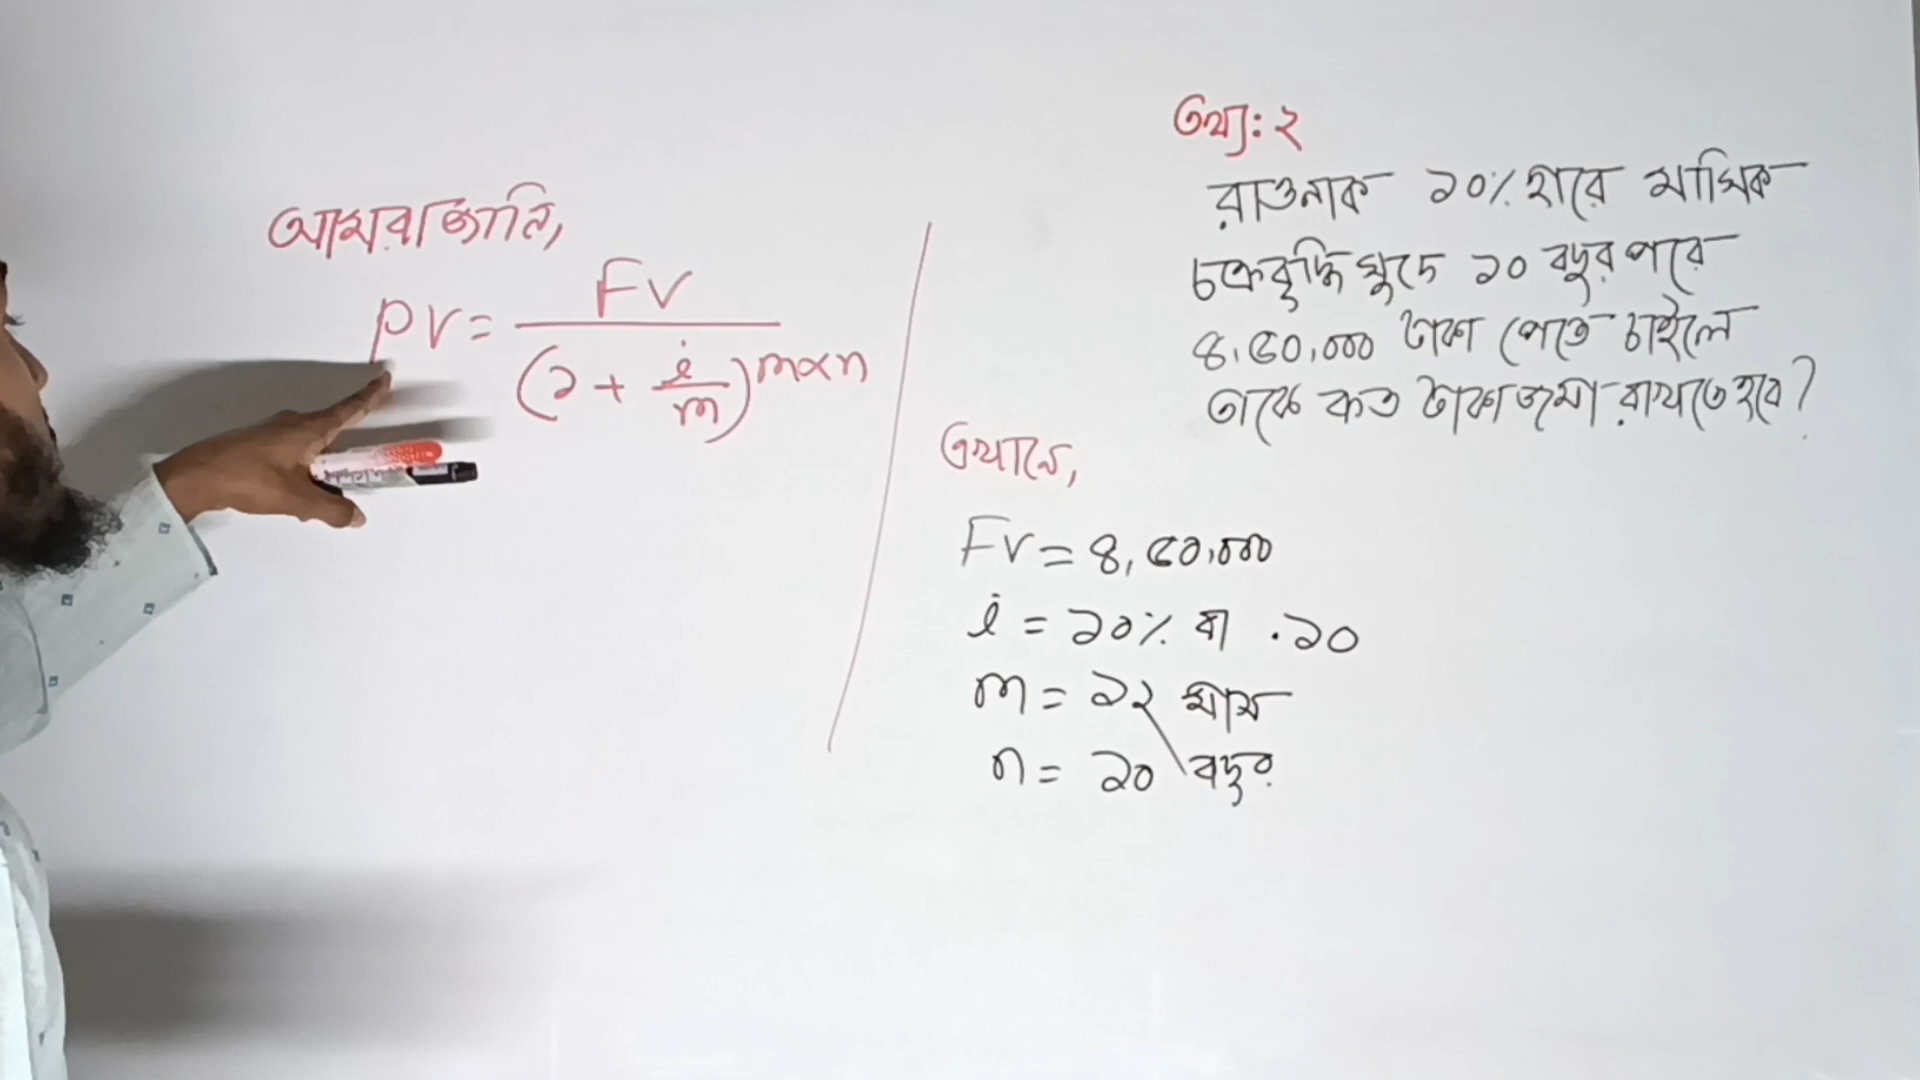 আমরা জানি,
PV = FV / (১ + i/m)^m×n
তথ্য: ২
রাওনাক ১০% হারে মাসিক
চক্রবৃদ্ধি সুদে ১০ বছর পরে
৪,৫০,০০০ টাকা পেতে চাইলে
তাকে কত টাকা জমা রাখতে হবে?
এখানে,
FV = ৪,৫০,০০০
i = ১০% বা .১০
m = ১২ মাস
n = ১০ বছর